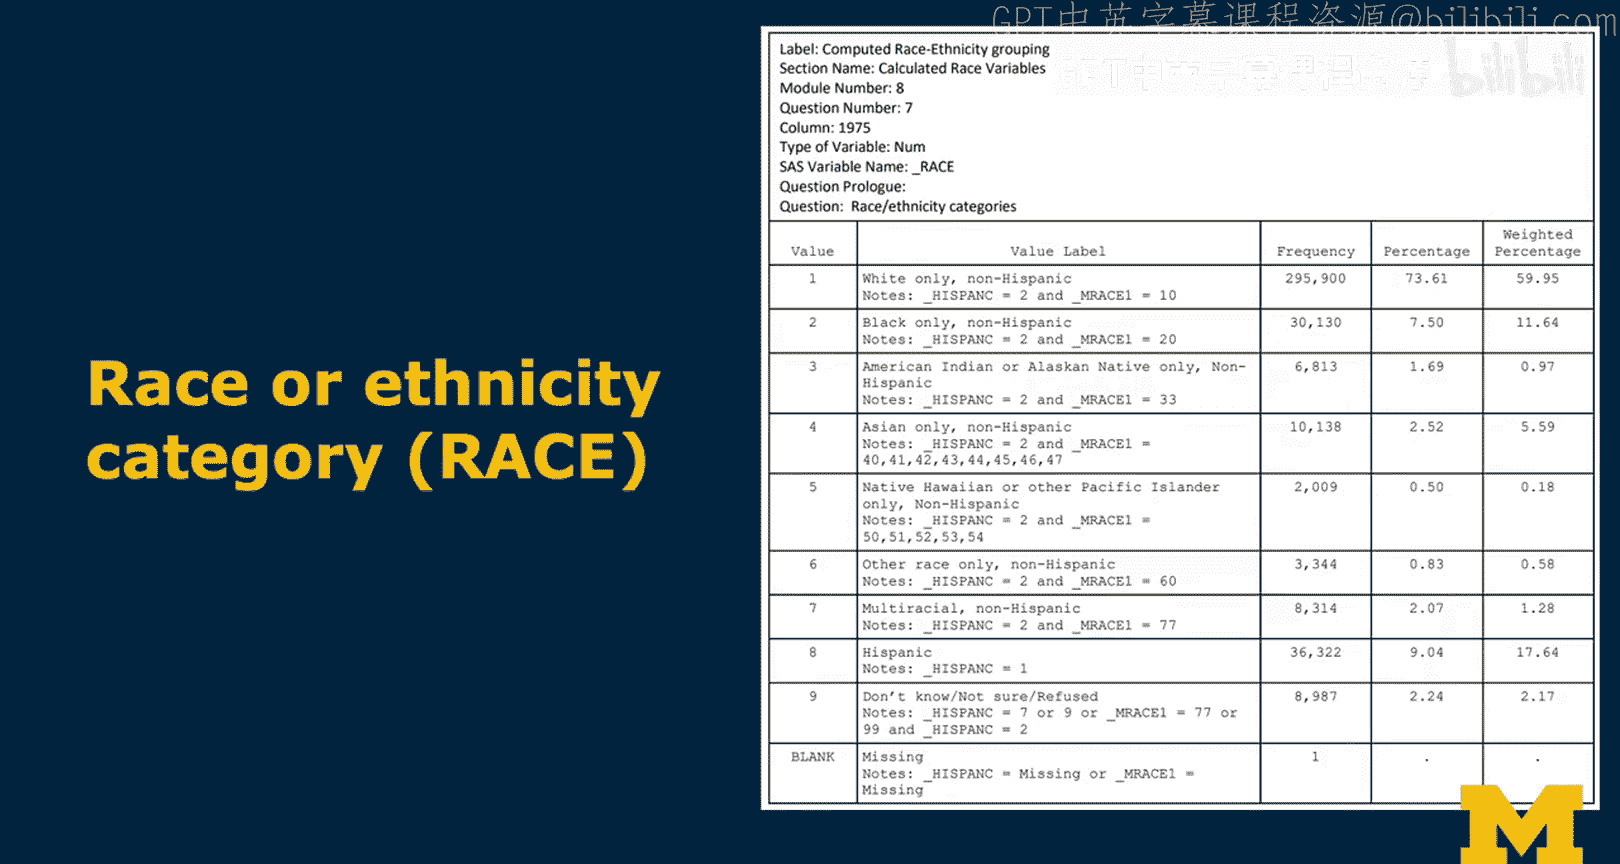 GPT中英字幕课程资源@bilibili.com
Label: Computed Race-Ethnicity grouping
Section Name: Calculated Race Variables
Module Number: 8
Question Number: 7
Column: 1975
Type of Variable: Num
SAS Variable Name: _RACE
Question Prologue:
Question: Race/ethnicity categories
GPT中英字幕课程资源 bilibili
Race or ethnicity
category (RACE)
Value Value Label Frequency Percentage Weighted Percentage
1 White only, non-Hispanic 295,900 73.61 59.95
Notes: _HISPANC = 2 and _MRACE1 = 10
2 Black only, non-Hispanic 30,130 7.50 11.64
Notes: _HISPANC = 2 and _MRACE1 = 20
3 American Indian or Alaskan Native only, Non- 6,813 1.69 0.97
Hispanic
Notes: _HISPANC = 2 and _MRACE1 = 33
4 Asian only, non-Hispanic 10,138 2.52 5.59
Notes: _HISPANC = 2 and _MRACE1 =
40,41,42,43,44,45,46,47
5 Native Hawaiian or other Pacific Islander 2,009 0.50 0.18
only, Non-Hispanic
Notes: _HISPANC = 2 and _MRACE1 =
50,51,52,53,54
6 Other race only, non-Hispanic 3,344 0.83 0.58
Notes: _HISPANC = 2 and _MRACE1 = 60
7 Multiracial, non-Hispanic 8,314 2.07 1.28
Notes: _HISPANC = 2 and _MRACE1 = 77
8 Hispanic 36,322 9.04 17.64
Notes: _HISPANC = 1
9 Don't know/Not sure/Refused 8,987 2.24 2.17
Notes: _HISPANC = 7 or 9 or _MRACE1 = 77 or
99 and _HISPANC = 2
BLANK Missing 1 . .
Notes: _HISPANC = Missing or _MRACE1 =
Missing
M